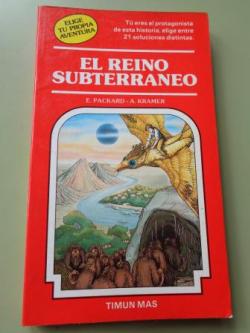 ELIGE
TU PROPIA
AVENTURA
Tú eres el protagonista
de esta historia, elige entre
21 soluciones distintas.
EL REINO
SUBTERRANEO
E. PACKARD - A. KRAMER
TIMUN MAS